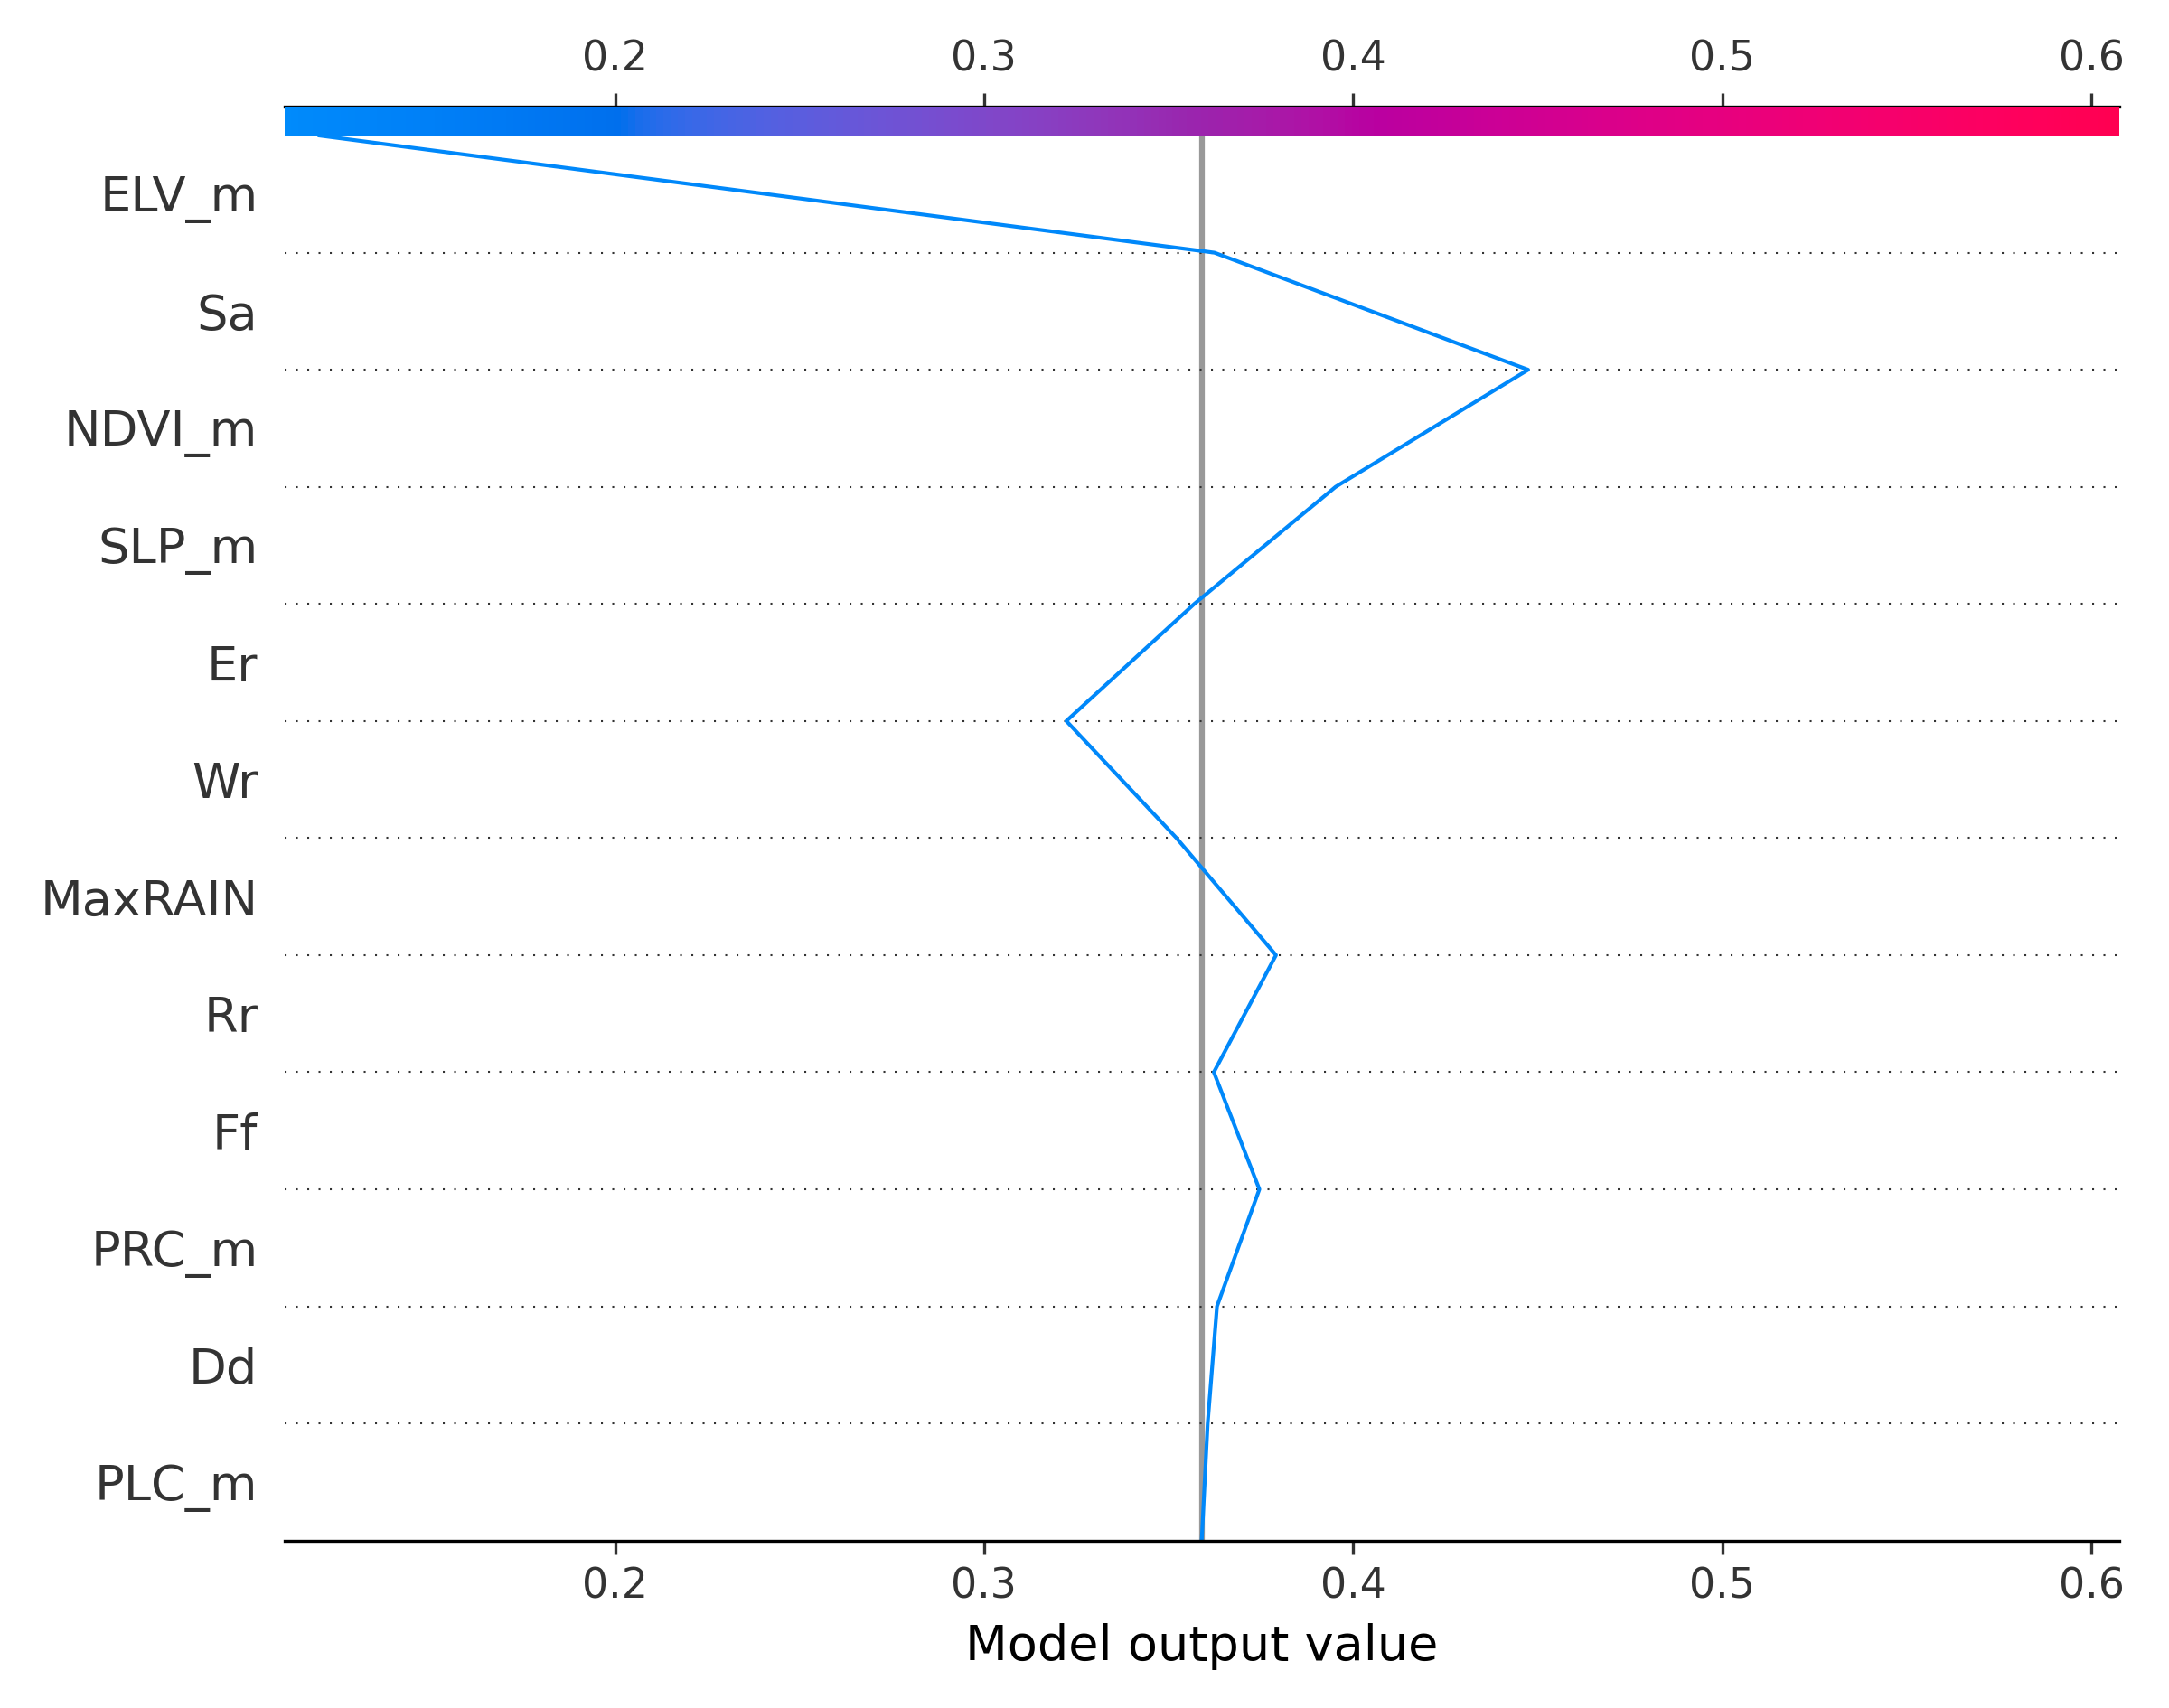 0.2 0.3 0.4 0.5 0.6
ELV_m
Sa
NDVI_m
SLP_m
Er
Wr
MaxRAIN
Rr
Ff
PRC_m
Dd
PLC_m
0.2 0.3 0.4 0.5 0.6
Model output value